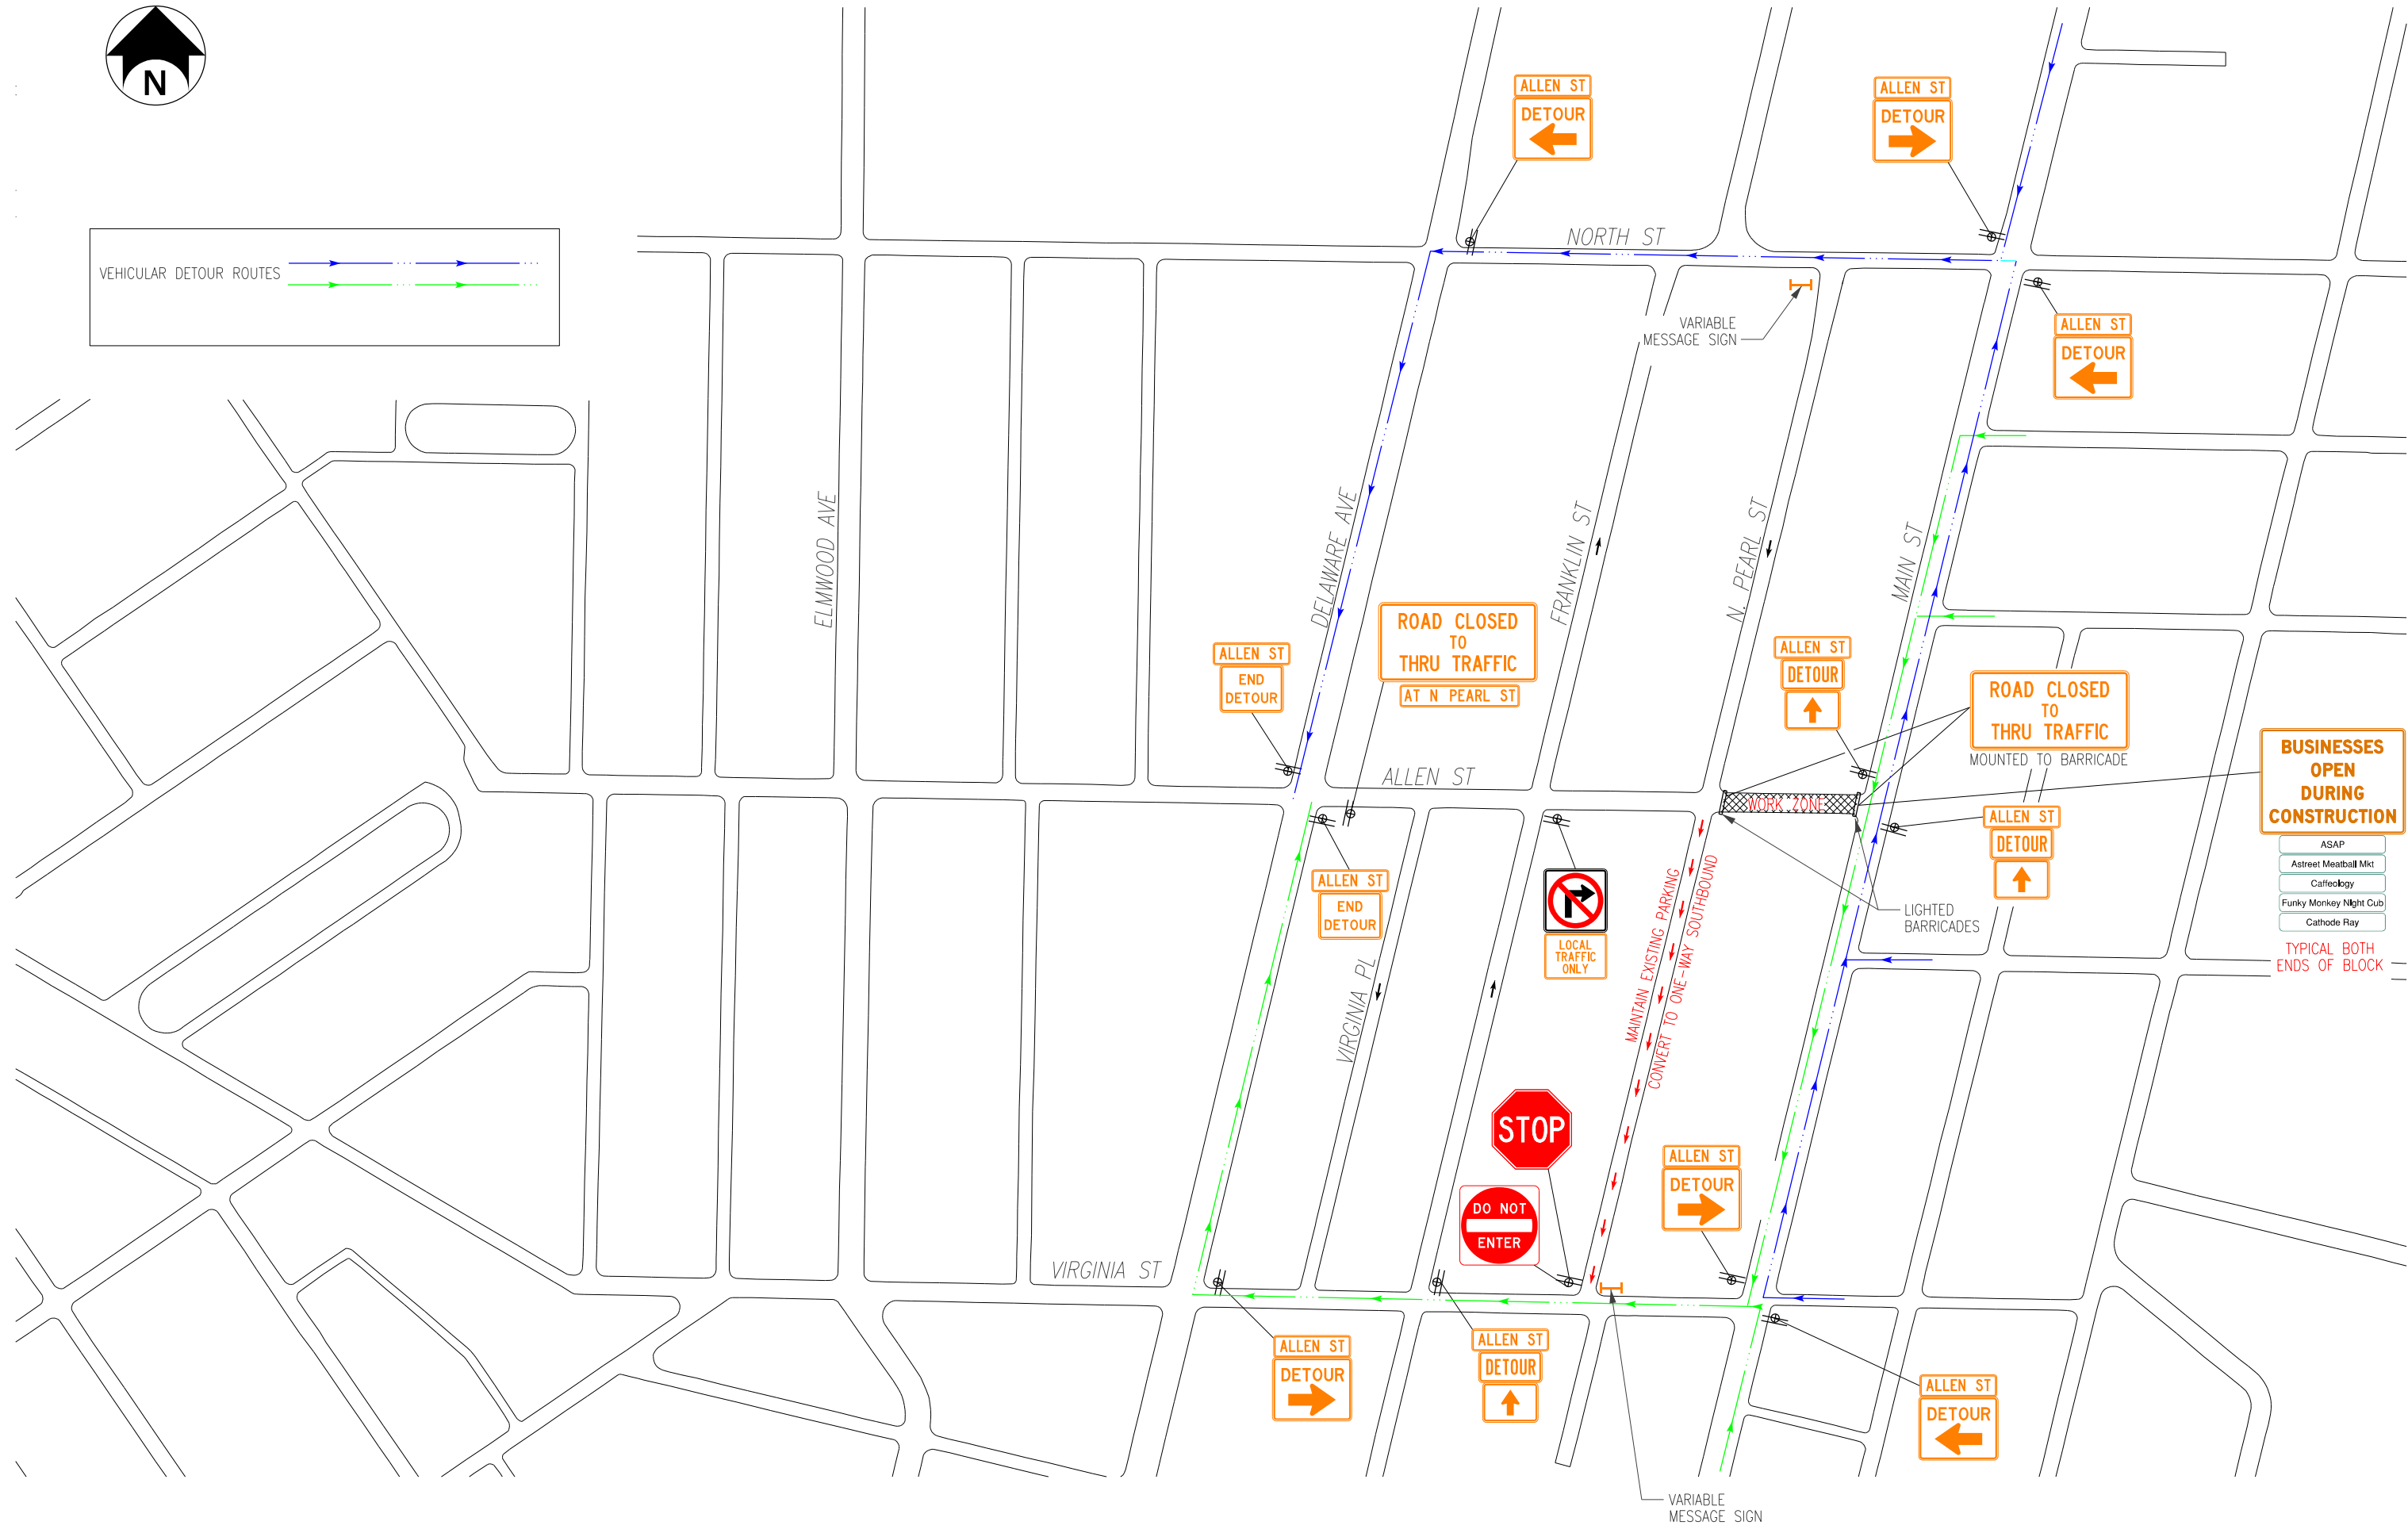 N
VEHICULAR DETOUR ROUTES
ALLEN ST
DETOUR
ALLEN ST
DETOUR
NORTH ST
VARIABLE
MESSAGE SIGN
ALLEN ST
DETOUR
ELMWOOD AVE
DELAWARE AVE
FRANKLIN ST
N. PEARL ST
MAIN ST
ROAD CLOSED
TO
THRU TRAFFIC
AT N PEARL ST
ALLEN ST
END
DETOUR
ALLEN ST
DETOUR
ROAD CLOSED
TO
THRU TRAFFIC
MOUNTED TO BARRICADE
BUSINESSES
OPEN
DURING
CONSTRUCTION
ASAP
Astreet Meatball Mkt
Caffeology
Funky Monkey Night Cub
Cathode Ray
TYPICAL BOTH
ENDS OF BLOCK
ALLEN ST
WORK ZONE
ALLEN ST
DETOUR
ALLEN ST
END
DETOUR
LOCAL
TRAFFIC
ONLY
LIGHTED
BARRICADES
MAINTAIN EXISTING PARKING
CONVERT TO ONE-WAY SOUTHBOUND
VIRGINIA PL
STOP
DO NOT
ENTER
ALLEN ST
DETOUR
VIRGINIA ST
ALLEN ST
DETOUR
ALLEN ST
DETOUR
ALLEN ST
DETOUR
VARIABLE
MESSAGE SIGN